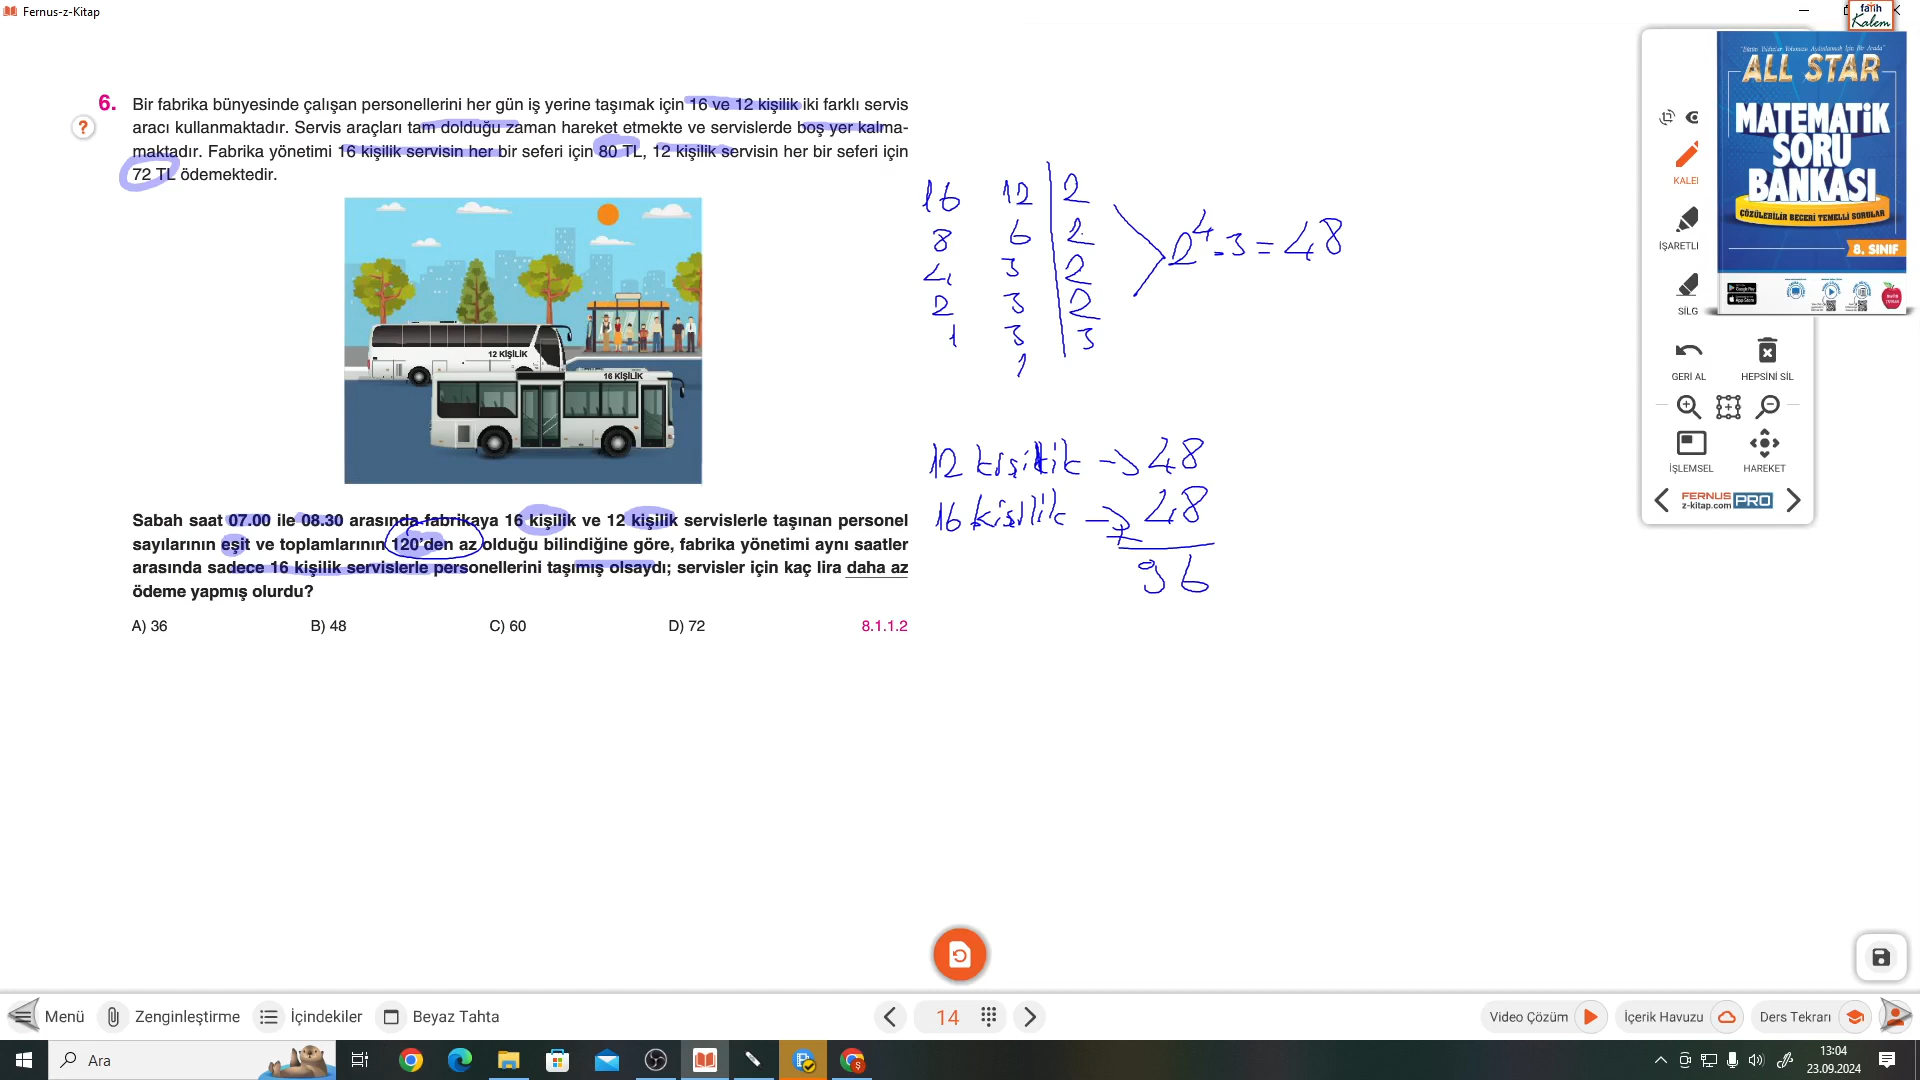 Fernus-z-Kitap
fatih
Kalem
6. Bir fabrika bünyesinde çalışan personellerini her gün iş yerine taşımak için 16 ve 12 kişilik iki farklı servis
aracı kullanmaktadır. Servis araçları tam dolduğu zaman hareket etmekte ve servislerde boş yer kalma-
maktadır. Fabrika yönetimi 16 kişilik servisin her bir seferi için 80 TL, 12 kişilik servisin her bir seferi için
72 TL ödemektedir.
12 KİŞİLİK
16 KİŞİLİK
Sabah saat 07.00 ile 08.30 arasında fabrikaya 16 kişilik ve 12 kişilik servislerle taşınan personel
sayılarının eşit ve toplamlarının 120'den az olduğu bilindiğine göre, fabrika yönetimi aynı saatler
arasında sadece 16 kişilik servislerle personellerini taşımış olsaydı; servisler için kaç lira daha az
ödeme yapmış olurdu?
A) 36 B) 48 C) 60 D) 72 8.1.1.2
16 12 2
8 6 2
4 3 2
2 3 2
1 3 3
1
2^4 . 3 = 48
12 kişilik → 48
16 kişilik → 48
+
96
ALL STAR
MATEMATİK
SORU
BANKASI
ÇÖZÜLEBİLİR BECERİ TEMELLİ SORULAR
8. SINIF
KALE
İŞARETLİ
SİLG
GERİ AL HEPSİNİ SİL
İŞLEMSEL HAREKET
FERNUS PRO
z-kitap.com
Menü Zenginleştirme İçindekiler Beyaz Tahta 14 Video Çözüm İçerik Havuzu Ders Tekrarı
Ara
13:04
23.09.2024